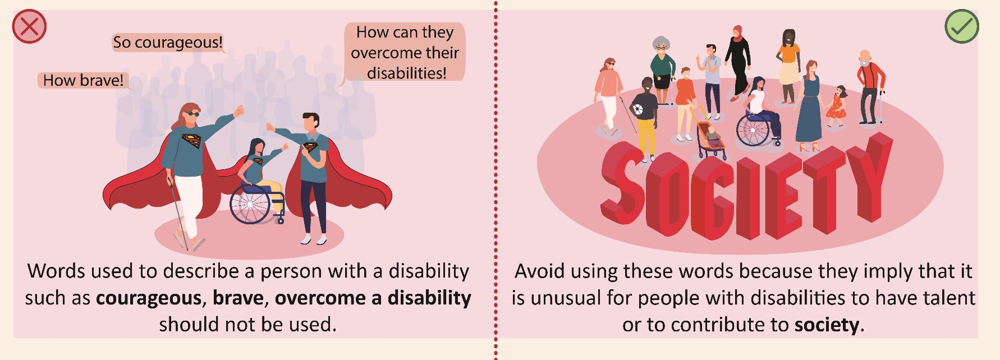 So courageous!
How can they
overcome their
disabilities!
How brave!
Words used to describe a person with a disability
such as courageous, brave, overcome a disability
should not be used.
SOCIETY
Avoid using these words because they imply that it
is unusual for people with disabilities to have talent
or to contribute to society.